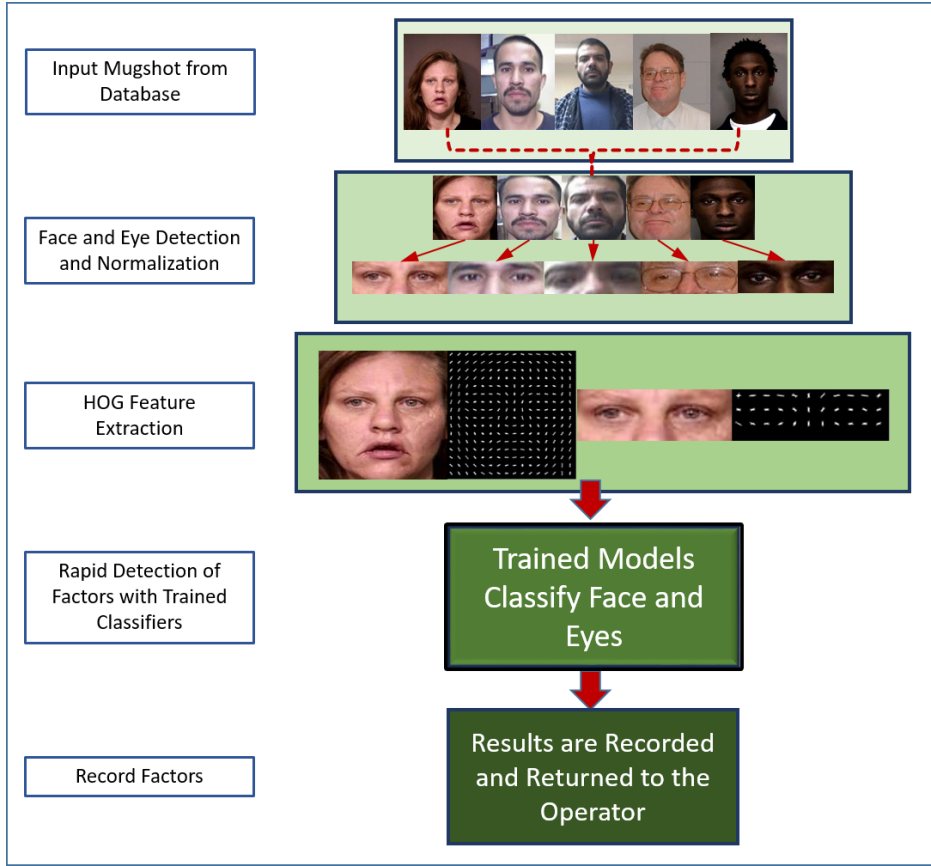 Input Mugshot from
Database
Face and Eye Detection
and Normalization
HOG Feature
Extraction
Rapid Detection of
Factors with Trained
Classifiers
Trained Models
Classify Face and
Eyes
Record Factors
Results are Recorded
and Returned to the
Operator